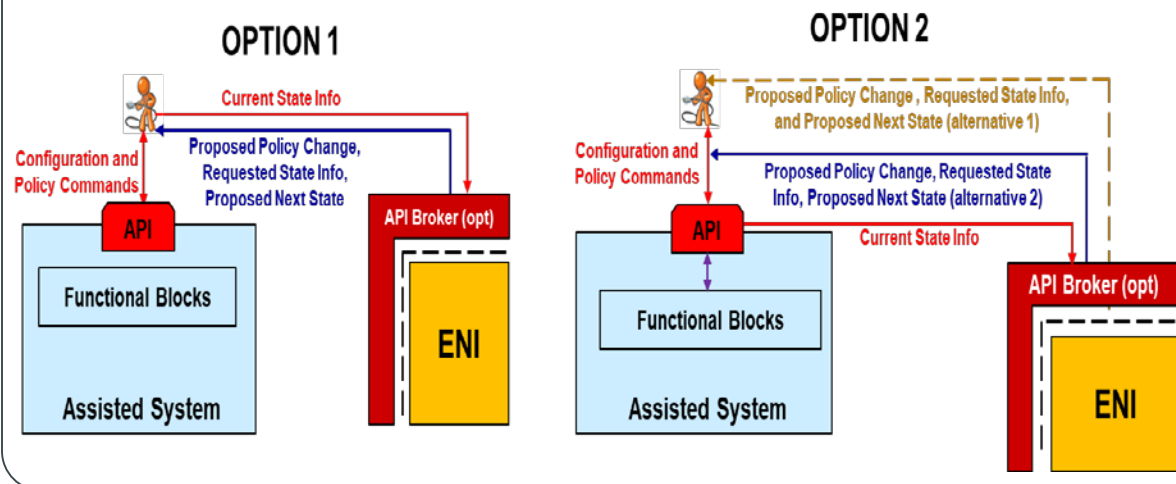 OPTION 1
Current State Info
Configuration and
Policy Commands
Proposed Policy Change,
Requested State Info,
Proposed Next State
API
API Broker (opt)
Functional Blocks
ENI
Assisted System
OPTION 2
Proposed Policy Change , Requested State Info,
and Proposed Next State (alternative 1)
Configuration and
Policy Commands
Proposed Policy Change, Requested State
Info, Proposed Next State (alternative 2)
API
Current State Info
API Broker (opt)
Functional Blocks
ENI
Assisted System